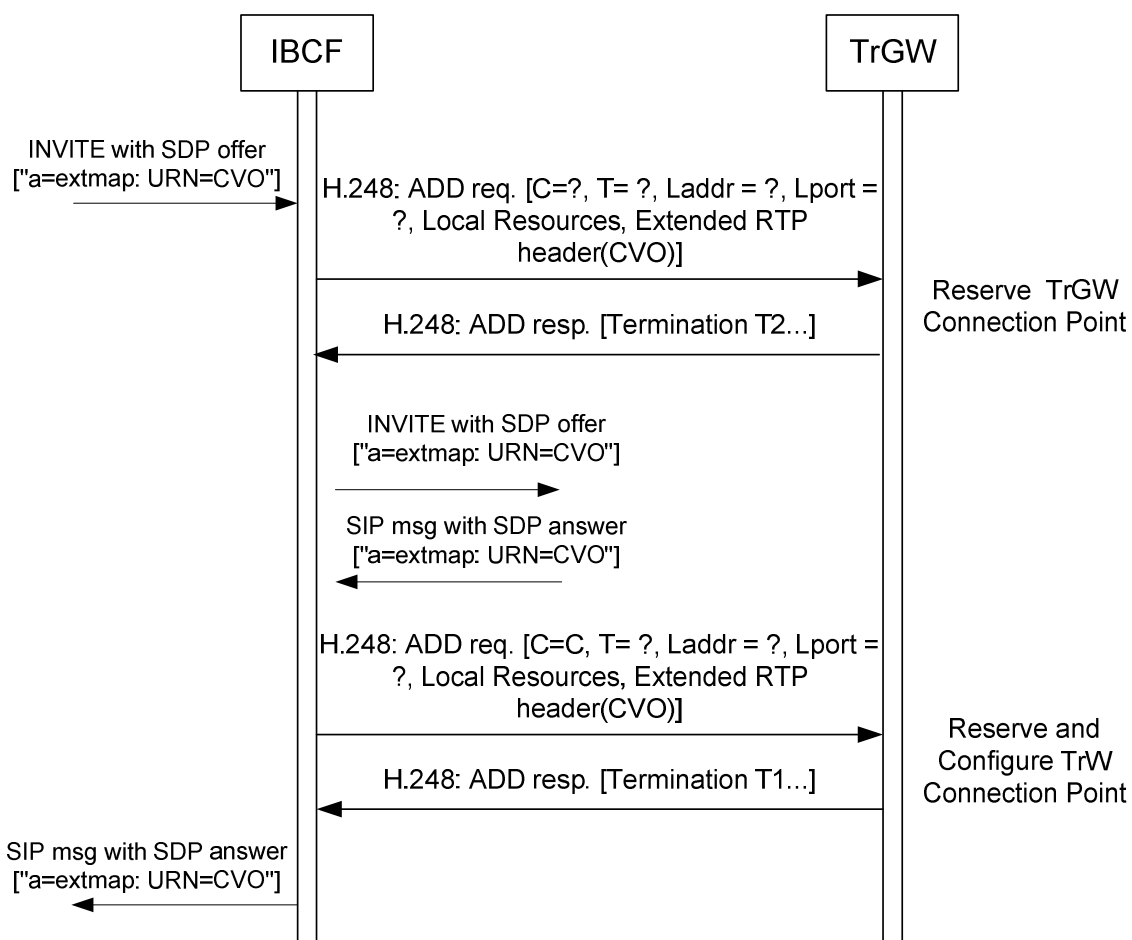 IBCF
TrGW
INVITE with SDP offer
["a=extmap: URN=CVO"]
H.248: ADD req. [C=?, T= ?, Laddr = ?, Lport =
?, Local Resources, Extended RTP
header(CVO)]
Reserve TrGW
Connection Point
H.248: ADD resp. [Termination T2...]
INVITE with SDP offer
["a=extmap: URN=CVO"]
SIP msg with SDP answer
["a=extmap: URN=CVO"]
H.248: ADD req. [C=C, T= ?, Laddr = ?, Lport =
?, Local Resources, Extended RTP
header(CVO)]
Reserve and
Configure TrW
Connection Point
H.248: ADD resp. [Termination T1...]
SIP msg with SDP answer
["a=extmap: URN=CVO"]